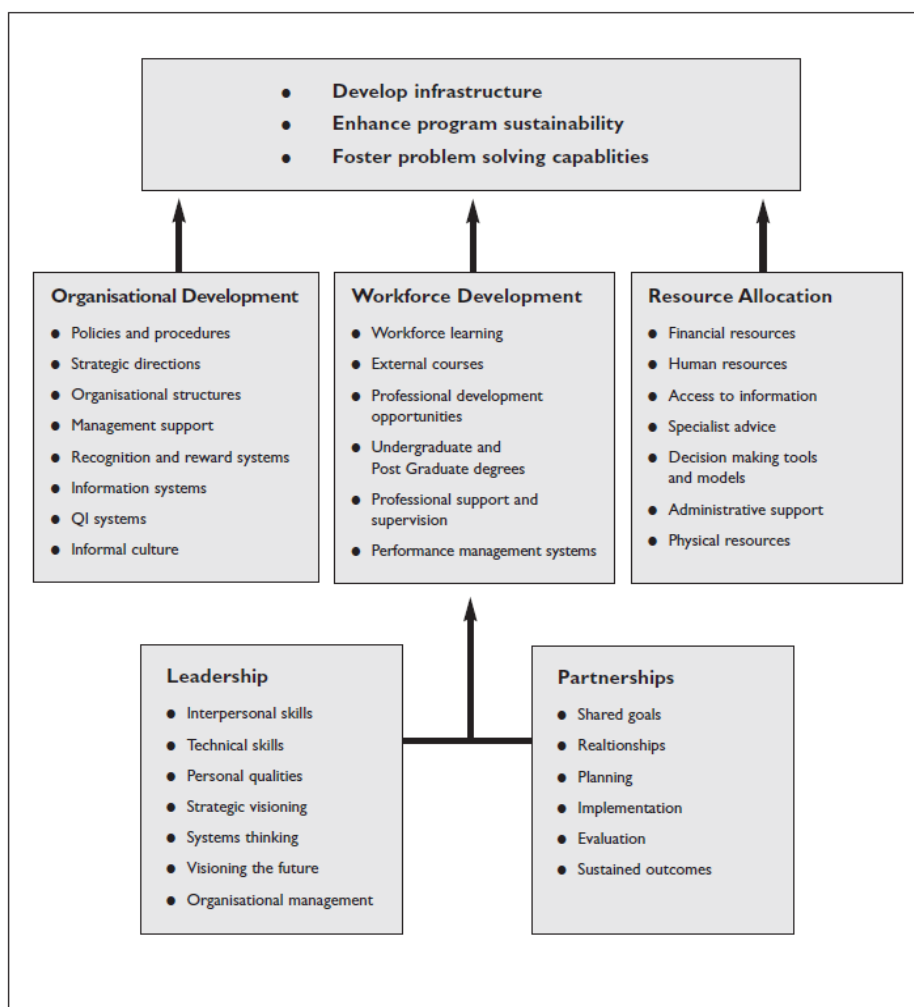 ● Develop infrastructure
● Enhance program sustainability
● Foster problem solving capablities
Organisational Development
● Policies and procedures
● Strategic directions
● Organisational structures
● Management support
● Recognition and reward systems
● Information systems
● QI systems
● Informal culture
Workforce Development
● Workforce learning
● External courses
● Professional development
opportunities
● Undergraduate and
Post Graduate degrees
● Professional support and
supervision
● Performance management systems
Resource Allocation
● Financial resources
● Human resources
● Access to information
● Specialist advice
● Decision making tools
and models
● Administrative support
● Physical resources
Leadership
● Interpersonal skills
● Technical skills
● Personal qualities
● Strategic visioning
● Systems thinking
● Visioning the future
● Organisational management
Partnerships
● Shared goals
● Realtionships
● Planning
● Implementation
● Evaluation
● Sustained outcomes